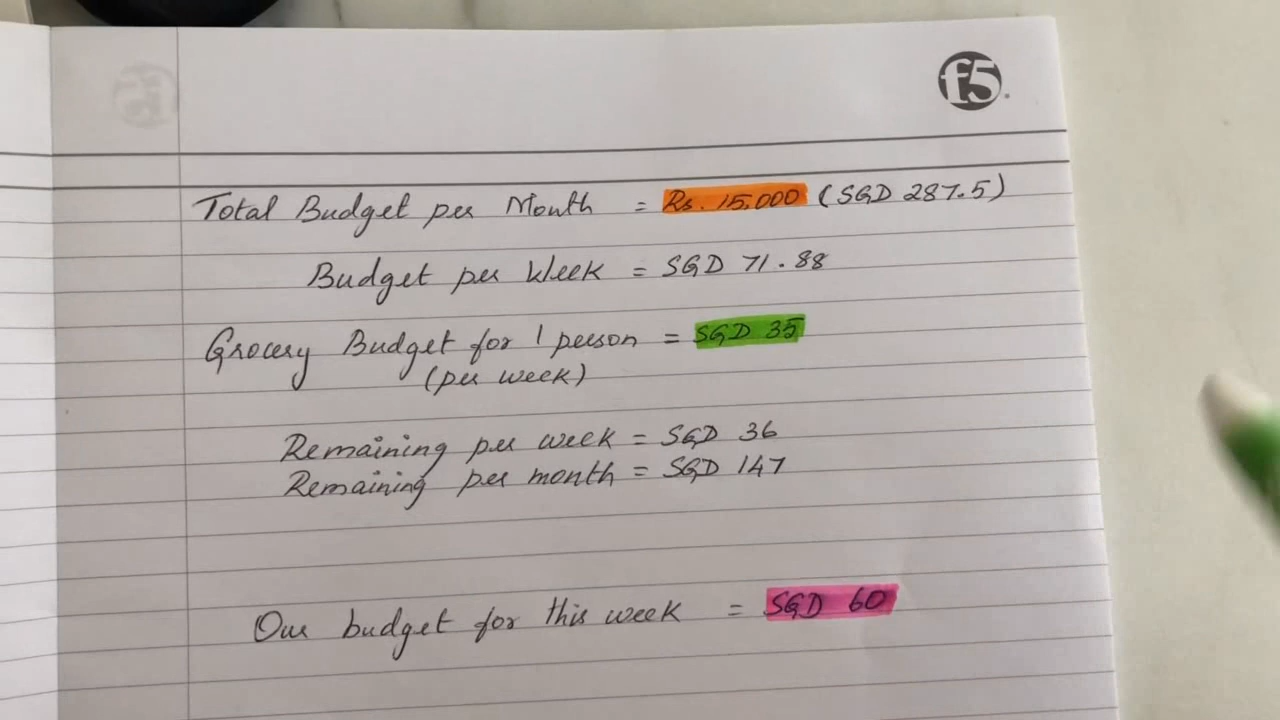 f5
Total Budget per Month = Rs. 15,000 (SGD 287.5)
Budget per Week = SGD 71.88
Grocery Budget for 1 person = SGD 35
(per week)
Remaining per week = SGD 36
Remaining per month = SGD 147
Our budget for this week = SGD 60